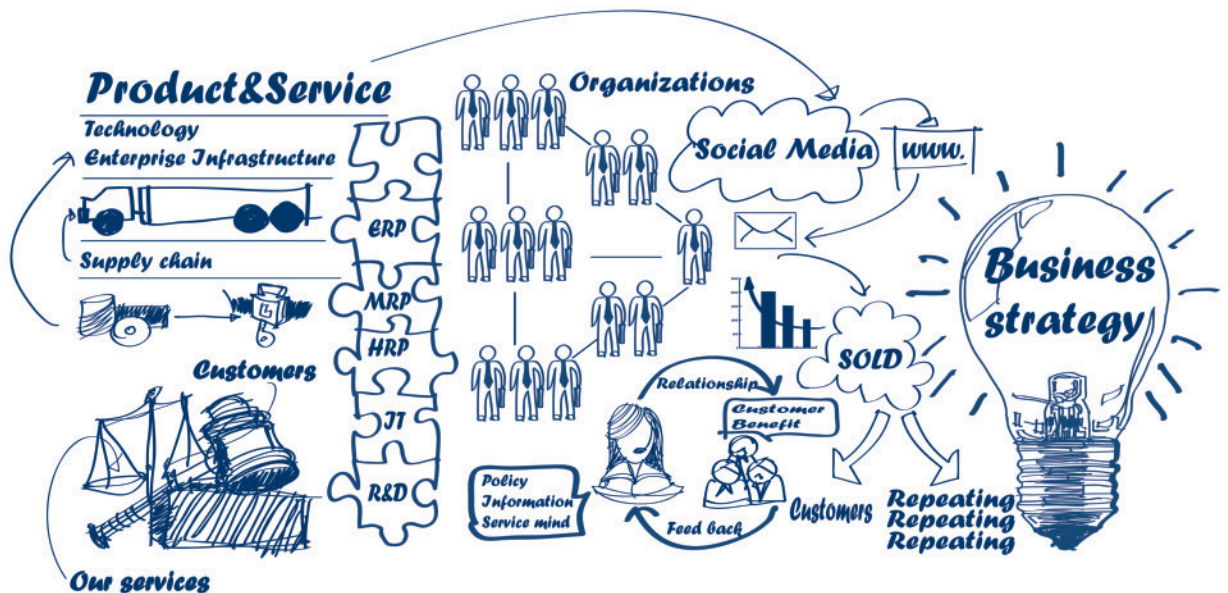 Product&Service
Technology
Enterprise Infrastructure
Supply chain
Customers
Our services
ERP
MRP
HRP
IT
R&D
Organizations
Social Media
www.
SOLD
Relationship
Customer
Benefit
Policy
Information
Service mind
Feed back
Customers
Repeating
Repeating
Repeating
Business
strategy